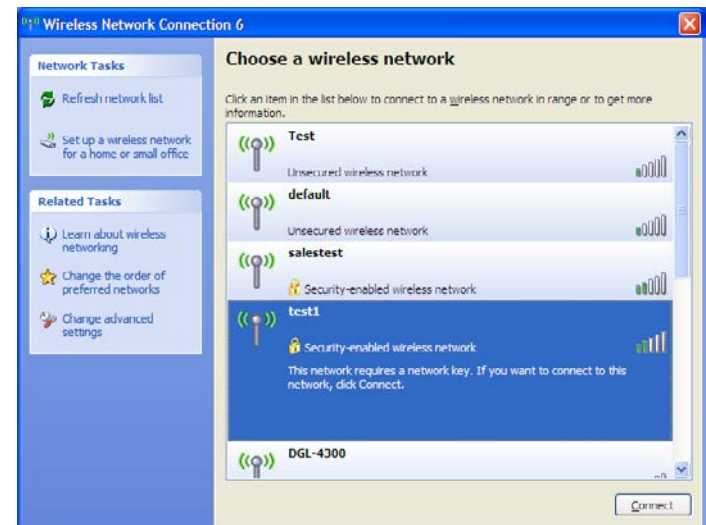 Wireless Network Connection 6
Network Tasks
Refresh network list
Set up a wireless network
for a home or small office
Related Tasks
Learn about wireless
networking
Change the order of
preferred networks
Change advanced
settings
Choose a wireless network
Click an item in the list below to connect to a wireless network in range or to get more
information.
Test
Unsecured wireless network
default
Unsecured wireless network
salestest
Security-enabled wireless network
test1
Security-enabled wireless network
This network requires a network key. If you want to connect to this
network, click Connect.
DGL-4300
Connect